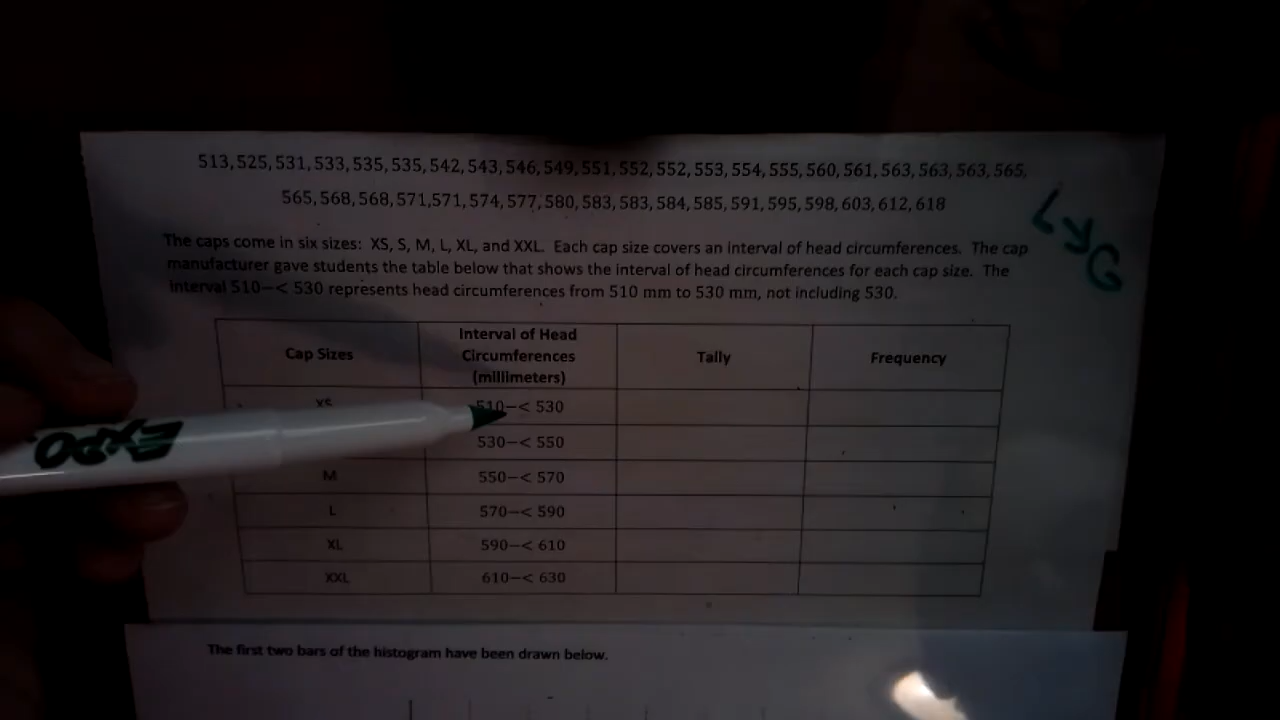 513, 525, 531, 533, 535, 535, 542, 543, 546, 549, 551, 552, 552, 553, 554, 555, 560, 561, 563, 563, 563, 565,
565, 568, 568, 571, 571, 574, 577, 580, 583, 583, 584, 585, 591, 595, 598, 603, 612, 618
LyG
The caps come in six sizes: XS, S, M, L, XL, and XXL. Each cap size covers an interval of head circumferences. The cap
manufacturer gave students the table below that shows the interval of head circumferences for each cap size. The
interval 510−< 530 represents head circumferences from 510 mm to 530 mm, not including 530.
Cap Sizes
Interval of Head
Circumferences
(millimeters)
Tally
Frequency
XS
510−< 530
530−< 550
M
550−< 570
L
570−< 590
XL
590−< 610
XXL
610−< 630
EXPO
The first two bars of the histogram have been drawn below.